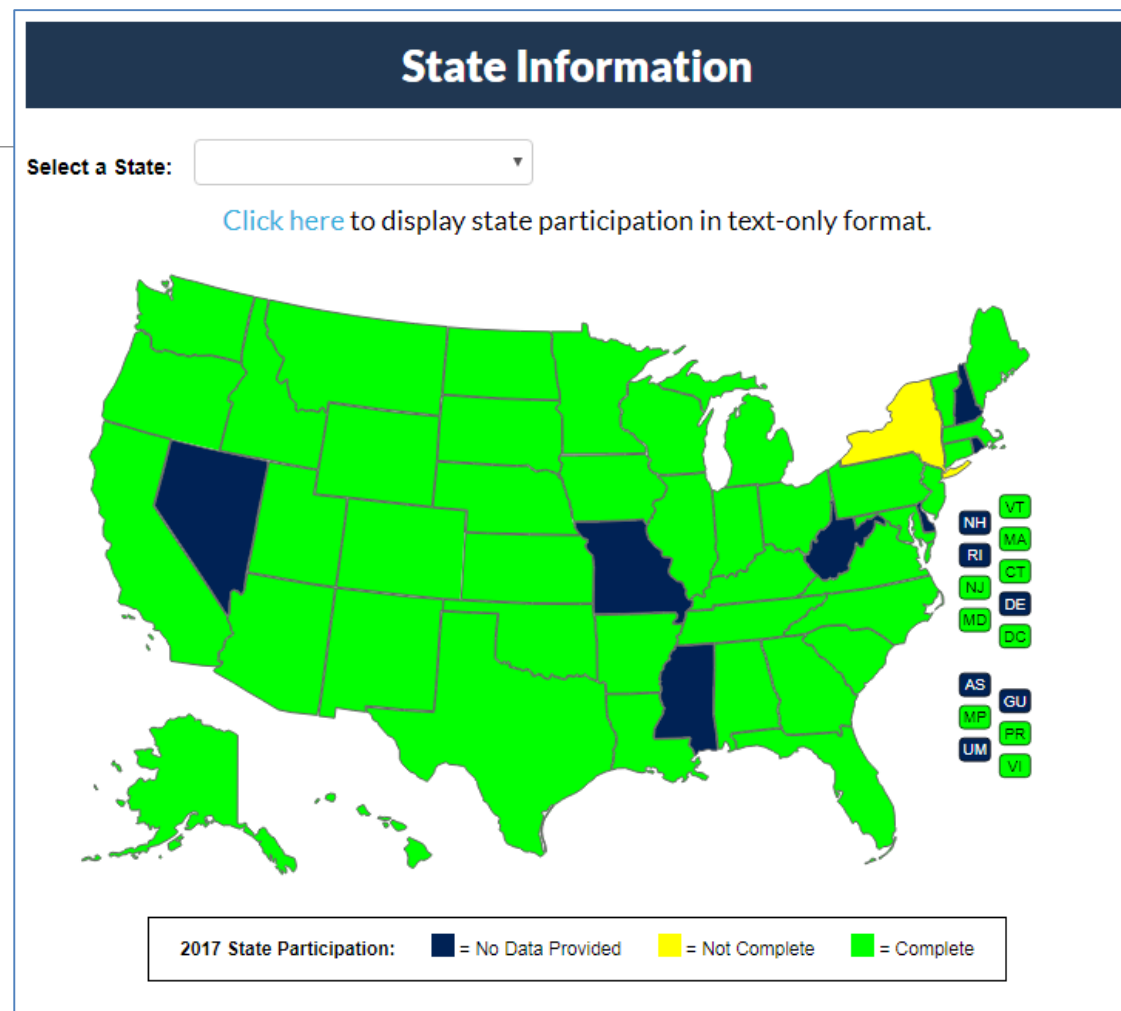 State Information
Select a State:
Click here to display state participation in text-only format.
VT
NH
MA
RI
CT
NJ
DE
MD
DC
AS
GU
MP
PR
UM
VI
2017 State Participation: = No Data Provided = Not Complete = Complete